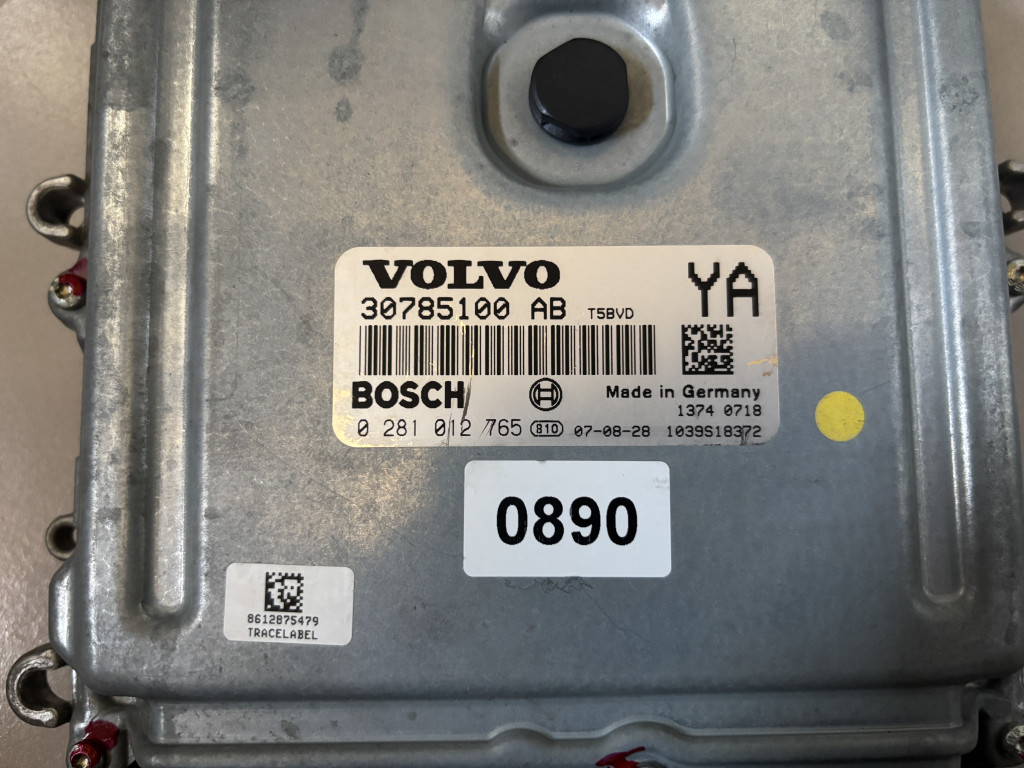 VOLVO
YA
30785100 AB T5BVD
BOSCH
Made in Germany
1374 0718
0 281 012 765 810 07-08-28 1039S18372
0890
8612875479
TRACELABEL